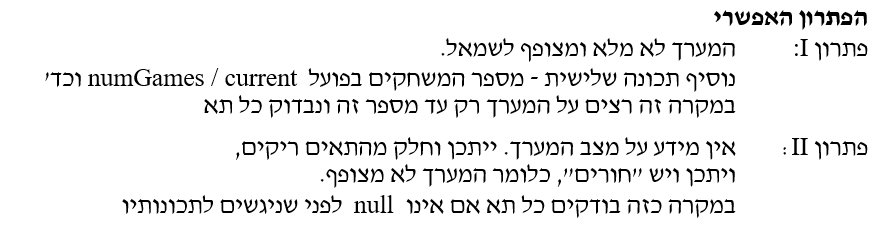 הפתרון האפשרי
פתרון I: המערך לא מלא ומצופף לשמאל.
נוסיף תכונה שלישית - מספר המשחקים בפועל numGames / current וכד׳
במקרה זה רצים על המערך רק עד מספר זה ונבדוק כל תא
פתרון II: אין מידע על מצב המערך. ייתכן וחלק מהתאים ריקים,
ויתכן ויש ״חורים״, כלומר המערך לא מצופף.
במקרה כזה בודקים כל תא אם אינו null לפני שניגשים לתכונותיו